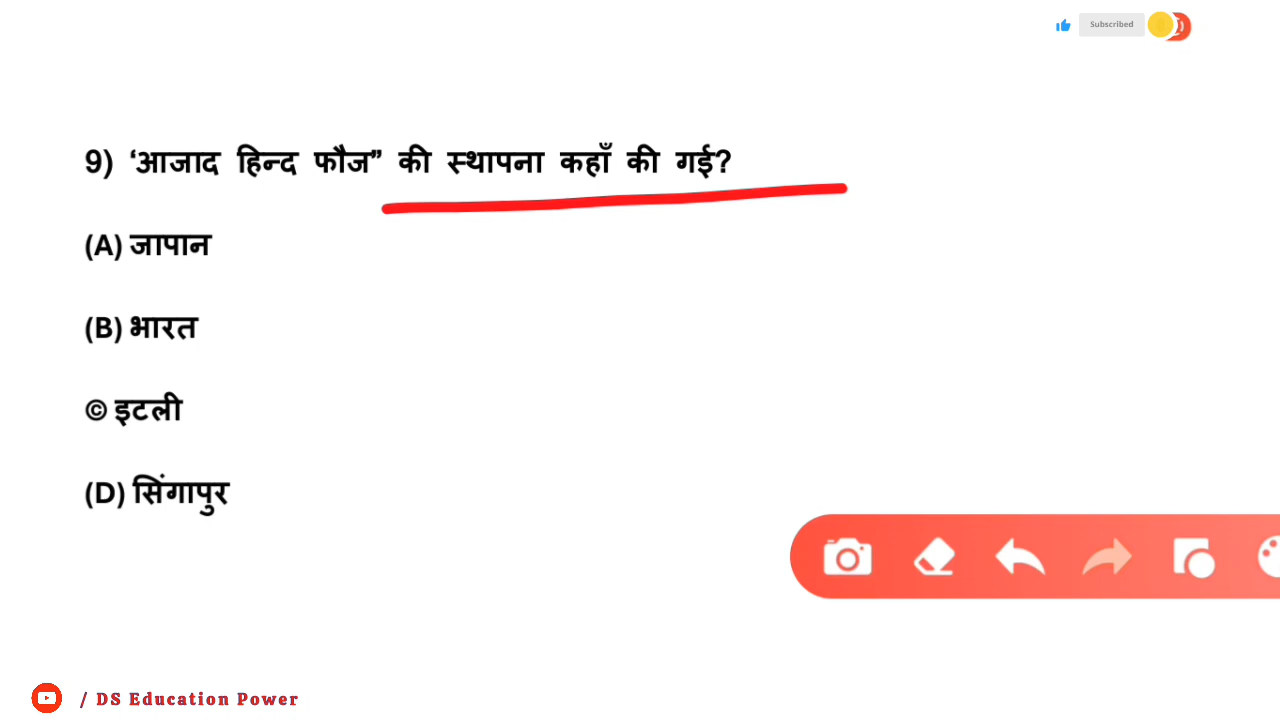 Subscribed
9) ‘आजाद हिन्द फौज” की स्थापना कहाँ की गई?
(A) जापान
(B) भारत
© इटली
(D) सिंगापुर
/ DS Education Power